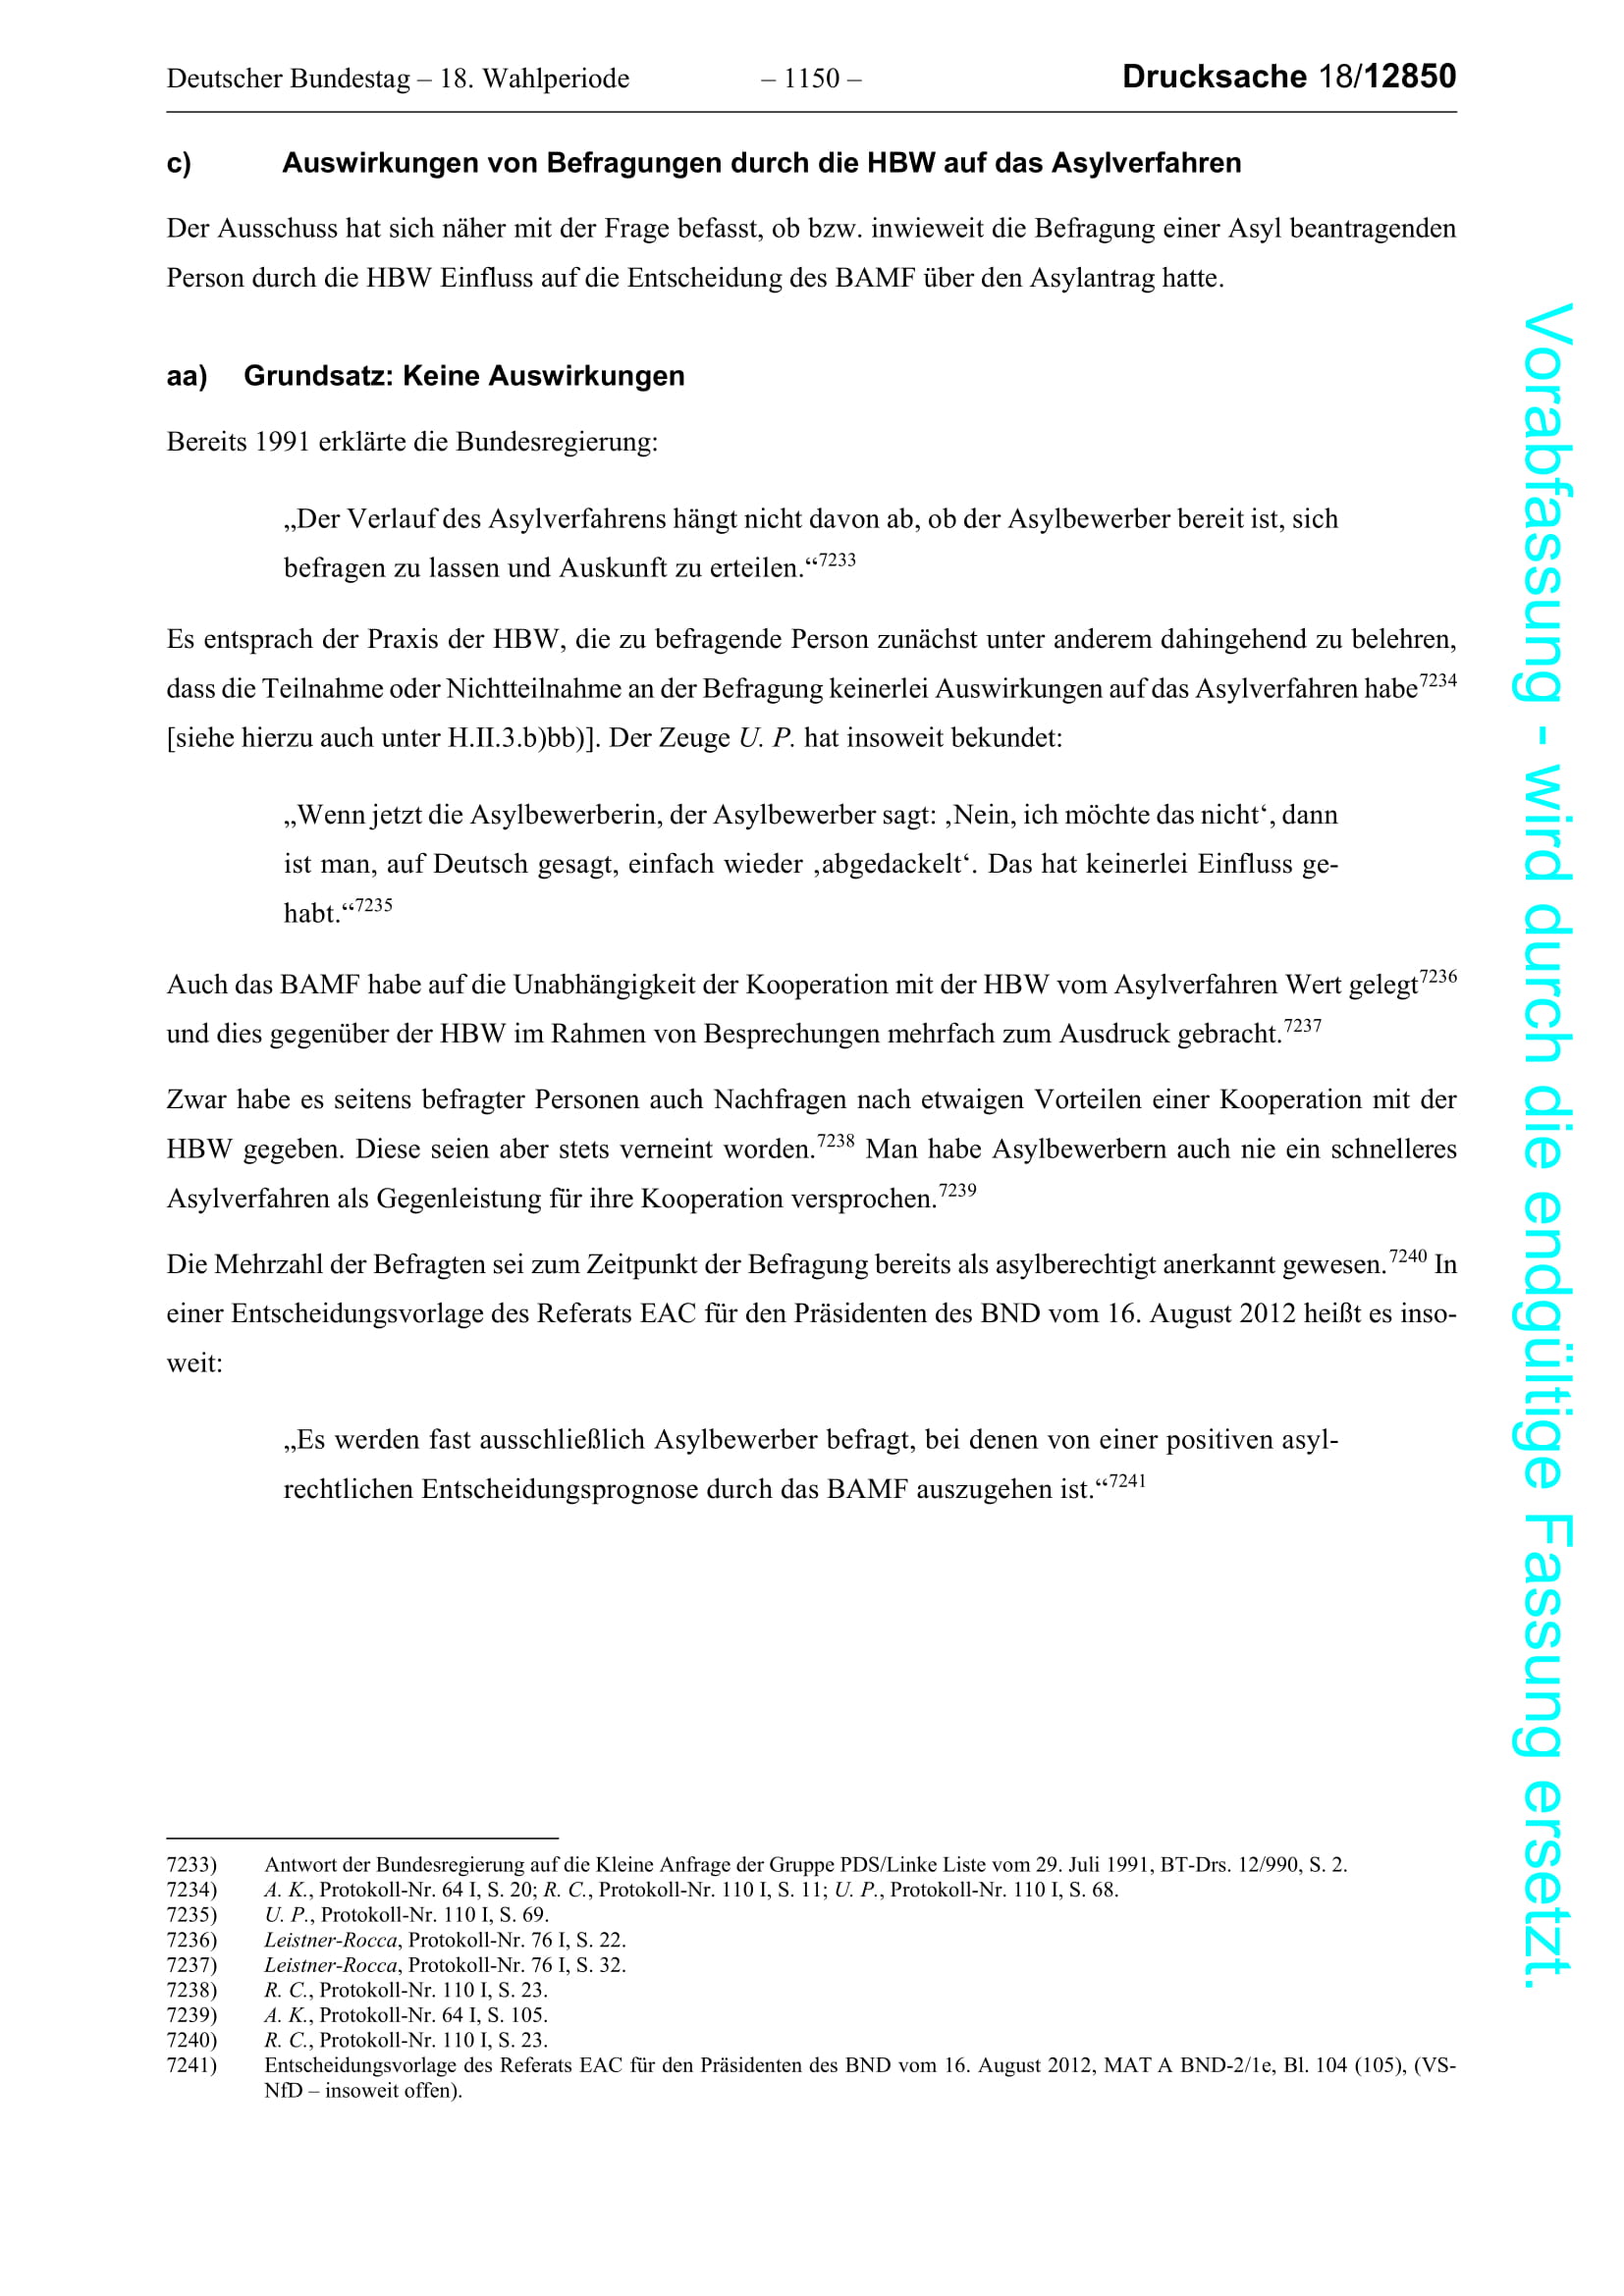 Deutscher Bundestag – 18. Wahlperiode – 1150 – Drucksache 18/12850
c) Auswirkungen von Befragungen durch die HBW auf das Asylverfahren
Der Ausschuss hat sich näher mit der Frage befasst, ob bzw. inwieweit die Befragung einer Asyl beantragenden
Person durch die HBW Einfluss auf die Entscheidung des BAMF über den Asylantrag hatte.
aa) Grundsatz: Keine Auswirkungen
Bereits 1991 erklärte die Bundesregierung:
„Der Verlauf des Asylverfahrens hängt nicht davon ab, ob der Asylbewerber bereit ist, sich
befragen zu lassen und Auskunft zu erteilen.“7233
Es entsprach der Praxis der HBW, die zu befragende Person zunächst unter anderem dahingehend zu belehren,
dass die Teilnahme oder Nichtteilnahme an der Befragung keinerlei Auswirkungen auf das Asylverfahren habe7234
[siehe hierzu auch unter H.II.3.b)bb)]. Der Zeuge U. P. hat insoweit bekundet:
„Wenn jetzt die Asylbewerberin, der Asylbewerber sagt: ‚Nein, ich möchte das nicht‘, dann
ist man, auf Deutsch gesagt, einfach wieder ‚abgedackelt‘. Das hat keinerlei Einfluss ge-
habt.“7235
Auch das BAMF habe auf die Unabhängigkeit der Kooperation mit der HBW vom Asylverfahren Wert gelegt7236
und dies gegenüber der HBW im Rahmen von Besprechungen mehrfach zum Ausdruck gebracht.7237
Zwar habe es seitens befragter Personen auch Nachfragen nach etwaigen Vorteilen einer Kooperation mit der
HBW gegeben. Diese seien aber stets verneint worden.7238 Man habe Asylbewerbern auch nie ein schnelleres
Asylverfahren als Gegenleistung für ihre Kooperation versprochen.7239
Die Mehrzahl der Befragten sei zum Zeitpunkt der Befragung bereits als asylberechtigt anerkannt gewesen.7240 In
einer Entscheidungsvorlage des Referats EAC für den Präsidenten des BND vom 16. August 2012 heißt es inso-
weit:
„Es werden fast ausschließlich Asylbewerber befragt, bei denen von einer positiven asyl-
rechtlichen Entscheidungsprognose durch das BAMF auszugehen ist.“7241
7233) Antwort der Bundesregierung auf die Kleine Anfrage der Gruppe PDS/Linke Liste vom 29. Juli 1991, BT-Drs. 12/990, S. 2.
7234) A. K., Protokoll-Nr. 64 I, S. 20; R. C., Protokoll-Nr. 110 I, S. 11; U. P., Protokoll-Nr. 110 I, S. 68.
7235) U. P., Protokoll-Nr. 110 I, S. 69.
7236) Leistner-Rocca, Protokoll-Nr. 76 I, S. 22.
7237) Leistner-Rocca, Protokoll-Nr. 76 I, S. 32.
7238) R. C., Protokoll-Nr. 110 I, S. 23.
7239) A. K., Protokoll-Nr. 64 I, S. 105.
7240) R. C., Protokoll-Nr. 110 I, S. 23.
7241) Entscheidungsvorlage des Referats EAC für den Präsidenten des BND vom 16. August 2012, MAT A BND-2/1e, Bl. 104 (105), (VS-
NfD – insoweit offen).
Vorabfassung - wird durch die endgültige Fassung ersetzt.